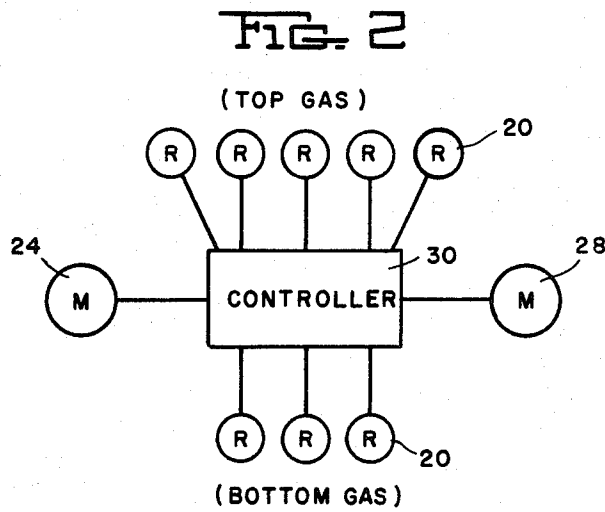 FIG. 2
(TOP GAS)
R R R R R 20
24 30 28
M CONTROLLER M
R R R
20
(BOTTOM GAS)